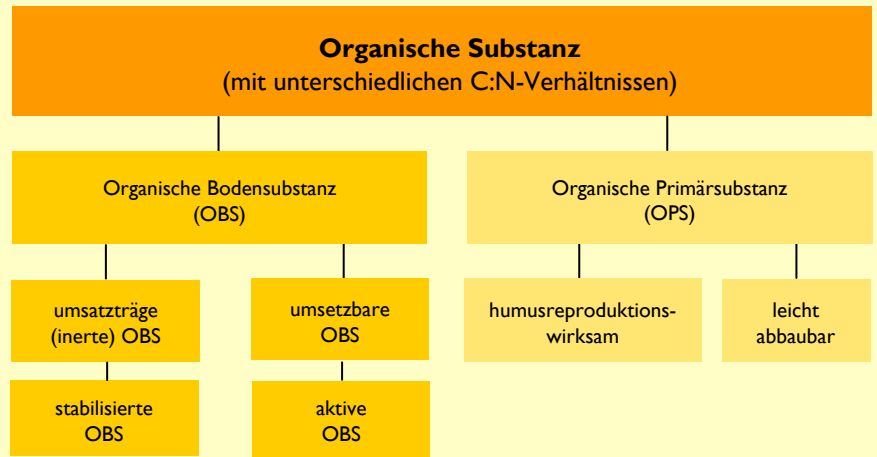 Organische Substanz
(mit unterschiedlichen C:N-Verhältnissen)
Organische Bodensubstanz
(OBS)
Organische Primärsubstanz
(OPS)
umsatzträge
(inerte) OBS
umsetzbare
OBS
humusreproduktions-
wirksam
leicht
abbaubar
stabilisierte
OBS
aktive
OBS